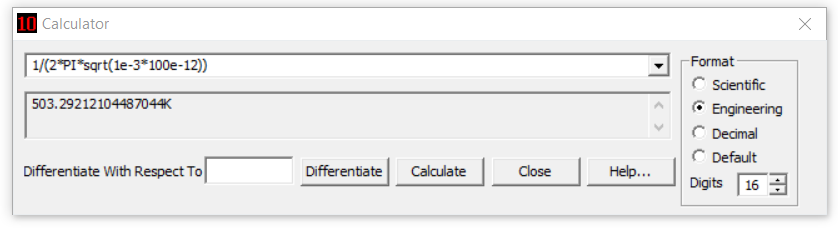 10 Calculator
1/(2*PI*sqrt(1e-3*100e-12))
503.29212104487044K
Differentiate With Respect To
Differentiate
Calculate
Close
Help...
Format
Scientific
Engineering
Decimal
Default
Digits 16